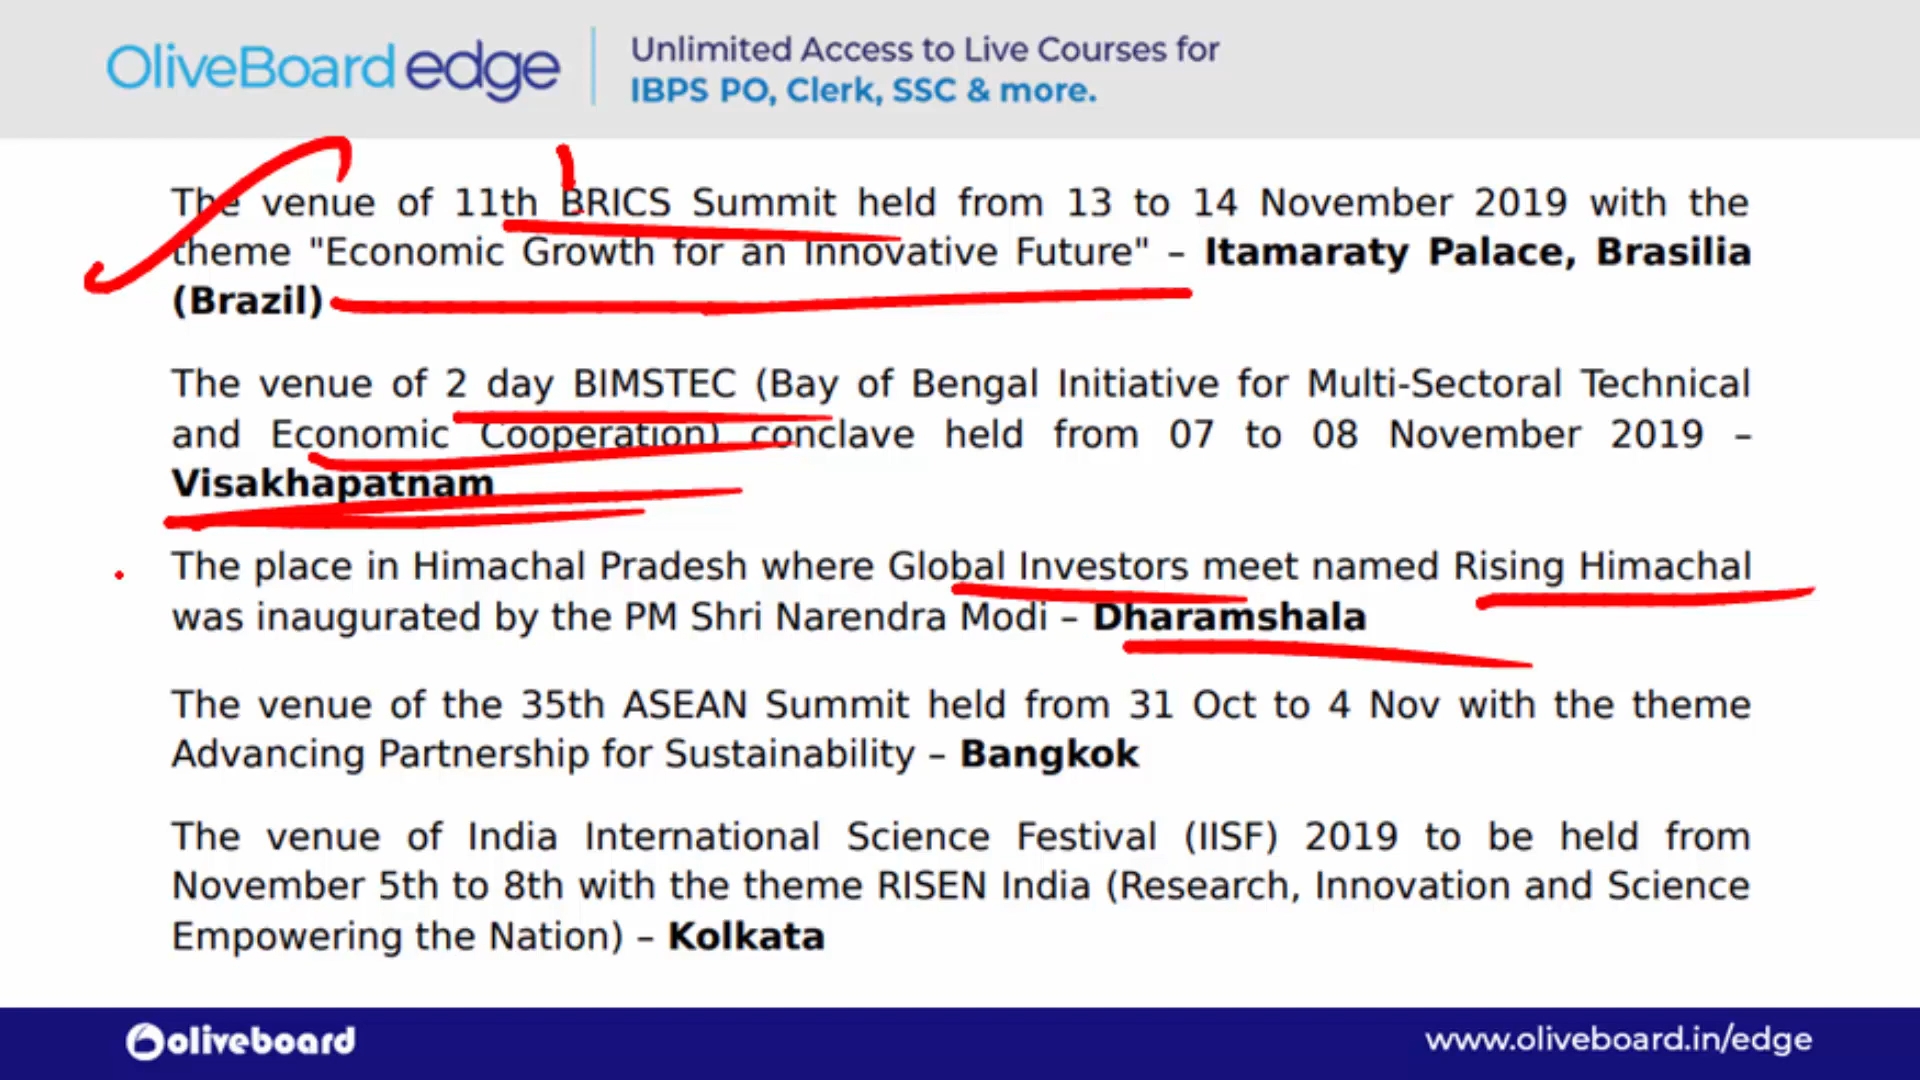 OliveBoard edge
Unlimited Access to Live Courses for
IBPS PO, Clerk, SSC & more.
The venue of 11th BRICS Summit held from 13 to 14 November 2019 with the
theme "Economic Growth for an Innovative Future" – Itamaraty Palace, Brasilia
(Brazil)
The venue of 2 day BIMSTEC (Bay of Bengal Initiative for Multi-Sectoral Technical
and Economic Cooperation) conclave held from 07 to 08 November 2019 –
Visakhapatnam
The place in Himachal Pradesh where Global Investors meet named Rising Himachal
was inaugurated by the PM Shri Narendra Modi – Dharamshala
The venue of the 35th ASEAN Summit held from 31 Oct to 4 Nov with the theme
Advancing Partnership for Sustainability – Bangkok
The venue of India International Science Festival (IISF) 2019 to be held from
November 5th to 8th with the theme RISEN India (Research, Innovation and Science
Empowering the Nation) – Kolkata
oliveboard
www.oliveboard.in/edge